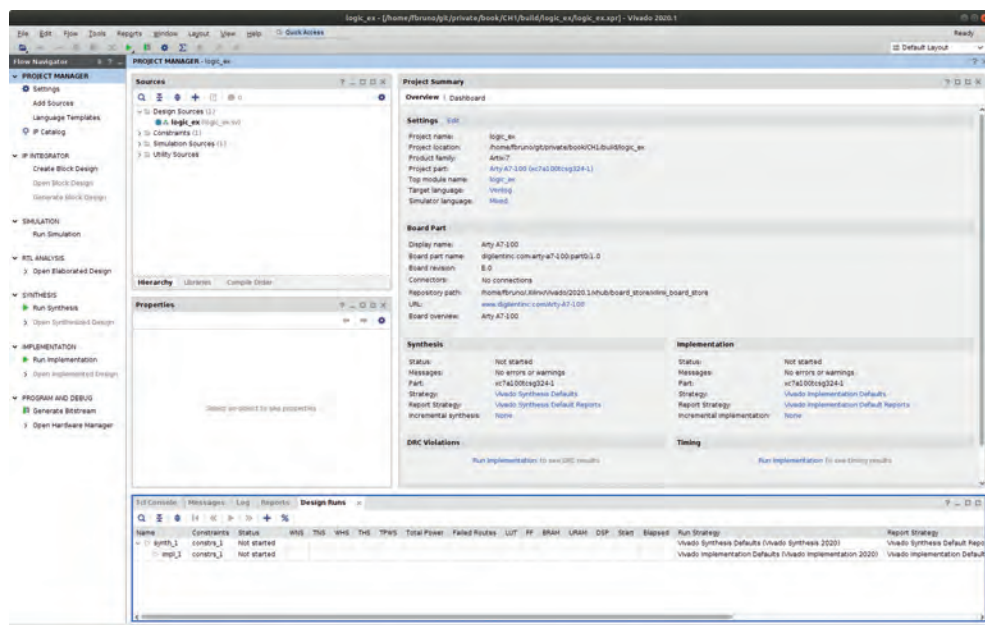 logic_ex - [/home/fbruno/git/private/book/CH1/build/logic_ex/logic_ex.xpr] - Vivado 2020.1
File Edit Flow Tools Reports Window Layout View Help Quick Access
Ready
Default Layout
Flow Navigator
PROJECT MANAGER - logic_ex
PROJECT MANAGER
Settings
Add Sources
Language Templates
IP Catalog
IP INTEGRATOR
Create Block Design
Open Block Design
Generate Block Design
SIMULATION
Run Simulation
RTL ANALYSIS
Open Elaborated Design
SYNTHESIS
Run Synthesis
Open Synthesized Design
IMPLEMENTATION
Run Implementation
Open Implemented Design
PROGRAM AND DEBUG
Generate Bitstream
Open Hardware Manager
Sources
Design Sources (1)
logic_ex (logic_ex.sv)
Constraints (1)
Simulation Sources (1)
Utility Sources
Hierarchy Libraries Compile Order
Properties
Select an object to see properties
Project Summary
Overview | Dashboard
Settings Edit
Project name: logic_ex
Project location: /home/fbruno/git/private/book/CH1/build/logic_ex
Product family: Artix-7
Project part: Arty A7-100 (xc7a100tcsg324-1)
Top module name: logic_ex
Target language: Verilog
Simulator language: Mixed
Board Part
Display name: Arty A7-100
Board part name: digilentinc.com:arty-a7-100:part0:1.0
Board revision: E.0
Connectors: No connections
Repository path: /home/fbruno/.Xilinx/Vivado/2020.1/xhub/board_store/xilinx_board_store
URL: www.digilentinc.com/Arty-A7-100
Board overview: Arty A7-100
Synthesis
Status: Not started
Messages: No errors or warnings
Part: xc7a100tcsg324-1
Strategy: Vivado Synthesis Defaults
Report Strategy: Vivado Synthesis Default Reports
Incremental synthesis: None
Implementation
Status: Not started
Messages: No errors or warnings
Part: xc7a100tcsg324-1
Strategy: Vivado Implementation Defaults
Report Strategy: Vivado Implementation Default Reports
Incremental implementation: None
DRC Violations
Run Implementation to see DRC results
Timing
Run Implementation to see timing results
Tcl Console Messages Log Reports Design Runs
Name Constraints Status WNS TNS WHS THS TPWS Total Power Failed Routes LUT FF BRAM URAM DSP Start Elapsed Run Strategy Report Strategy
synth_1 constrs_1 Not started Vivado Synthesis Defaults (Vivado Synthesis 2020) Vivado Synthesis Default Repo
impl_1 constrs_1 Not started Vivado Implementation Defaults (Vivado Implementation 2020) Vivado Implementation Default